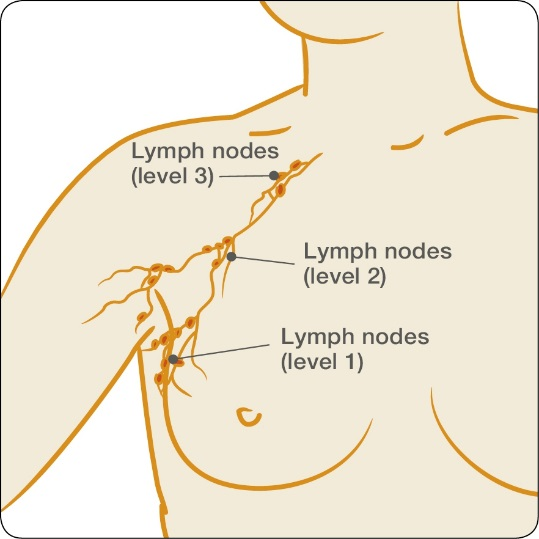 Lymph nodes
(level 3)
Lymph nodes
(level 2)
Lymph nodes
(level 1)